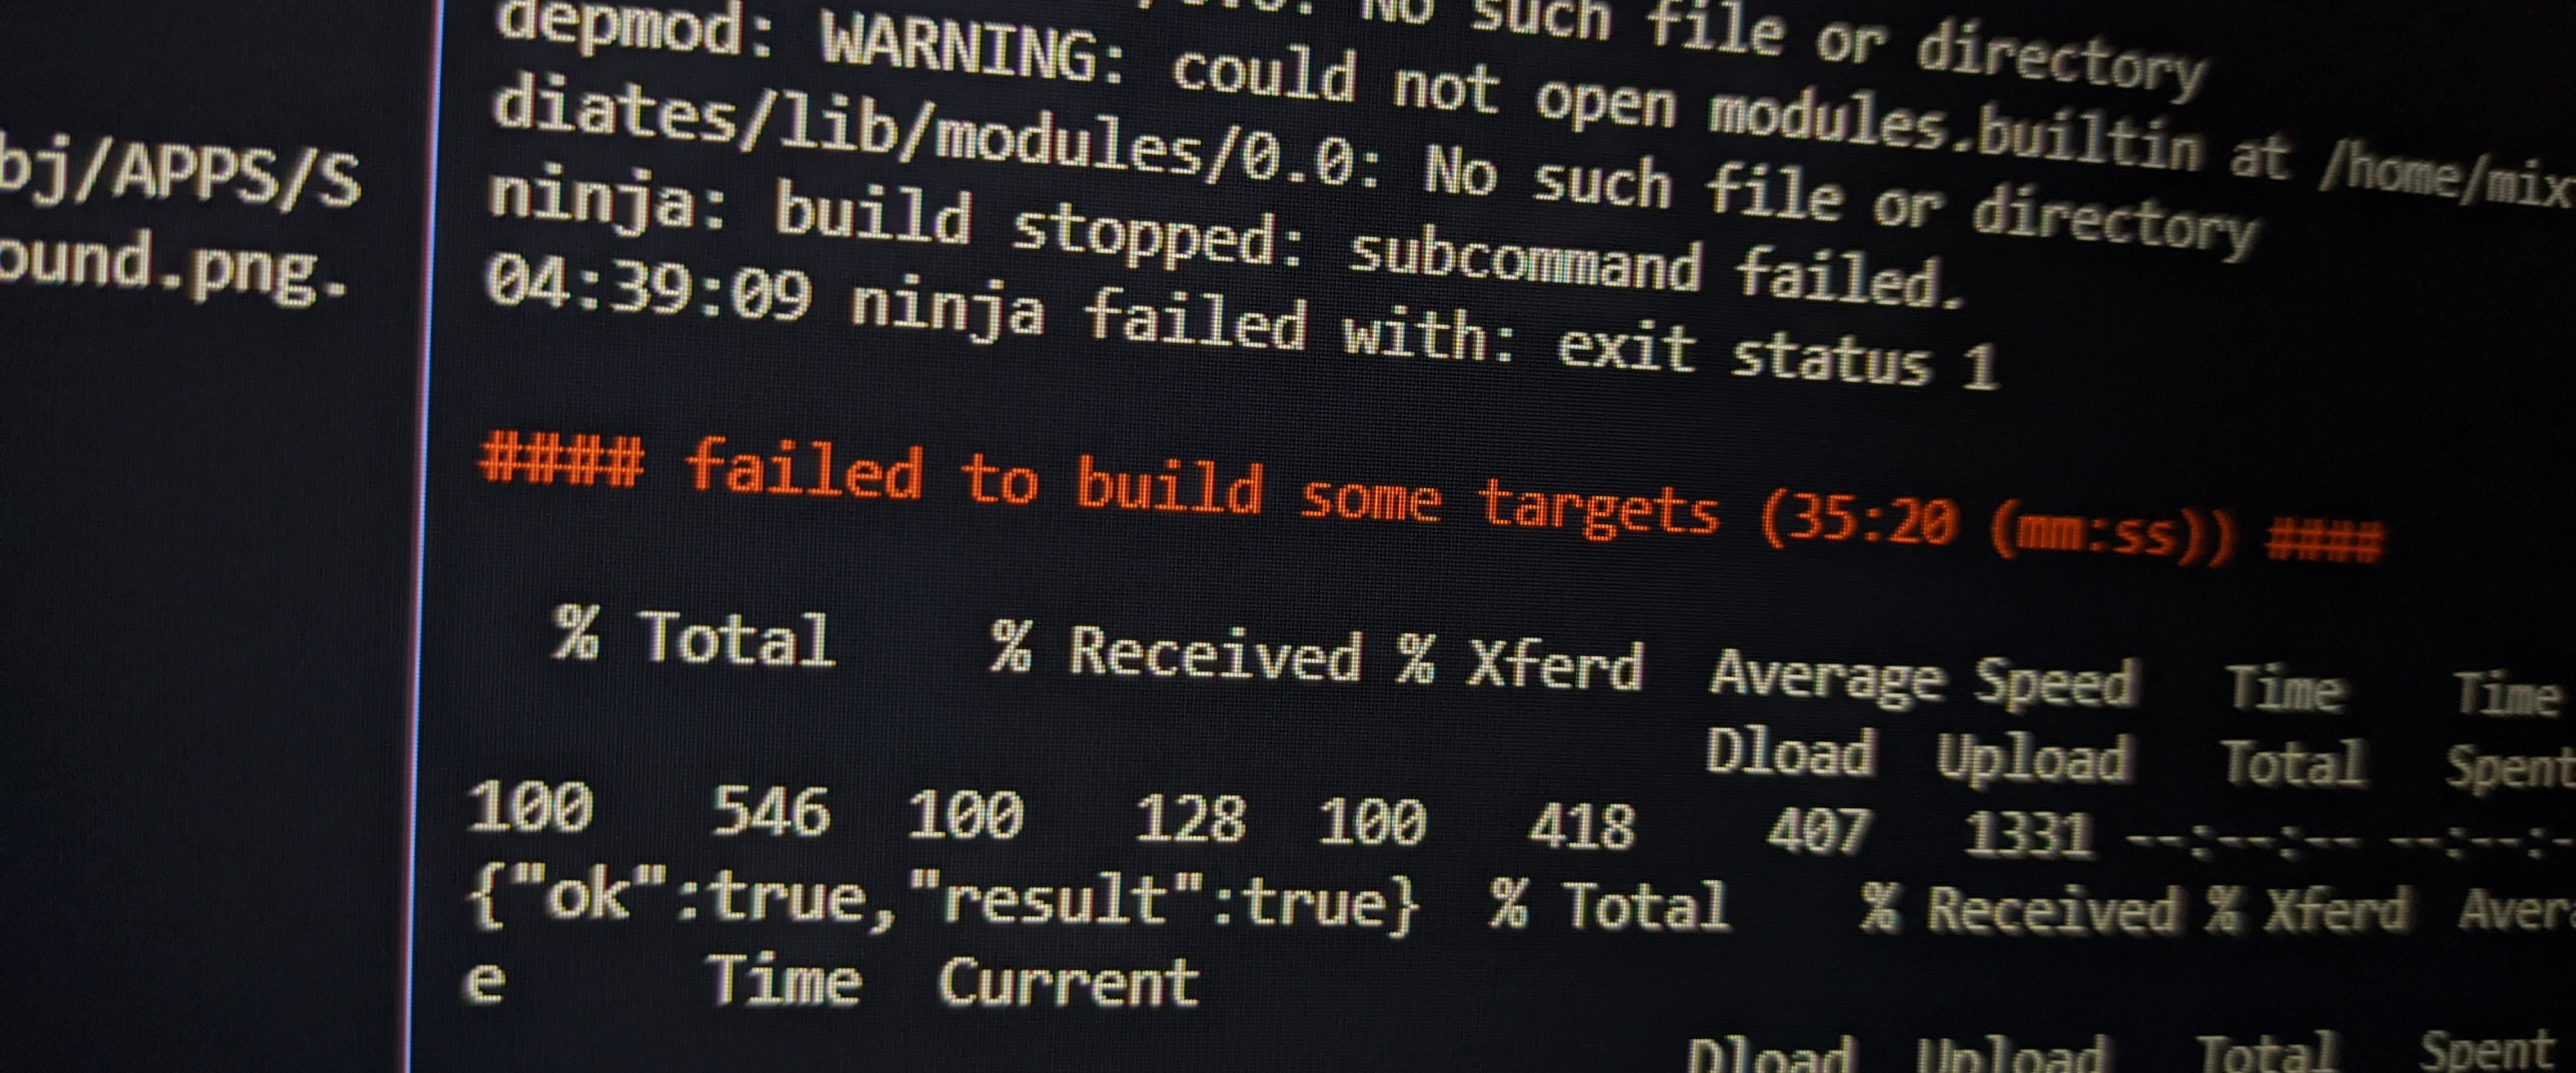 bj/APPS/S
ound.png.
No such file or directory
depmod: WARNING: could not open modules.builtin at /home/mix
diates/lib/modules/0.0: No such file or directory
ninja: build stopped: subcommand failed.
04:39:09 ninja failed with: exit status 1
#### failed to build some targets (35:20 (mm:ss)) ####
% Total % Received % Xferd Average Speed Time Time
Dload Upload Total Spent
100 546 100 128 100 418 407 1331 --:--:-- --:--:-
{"ok":true,"result":true} % Total % Received % Xferd Aver
e Time Current
Dload Upload Total Spent